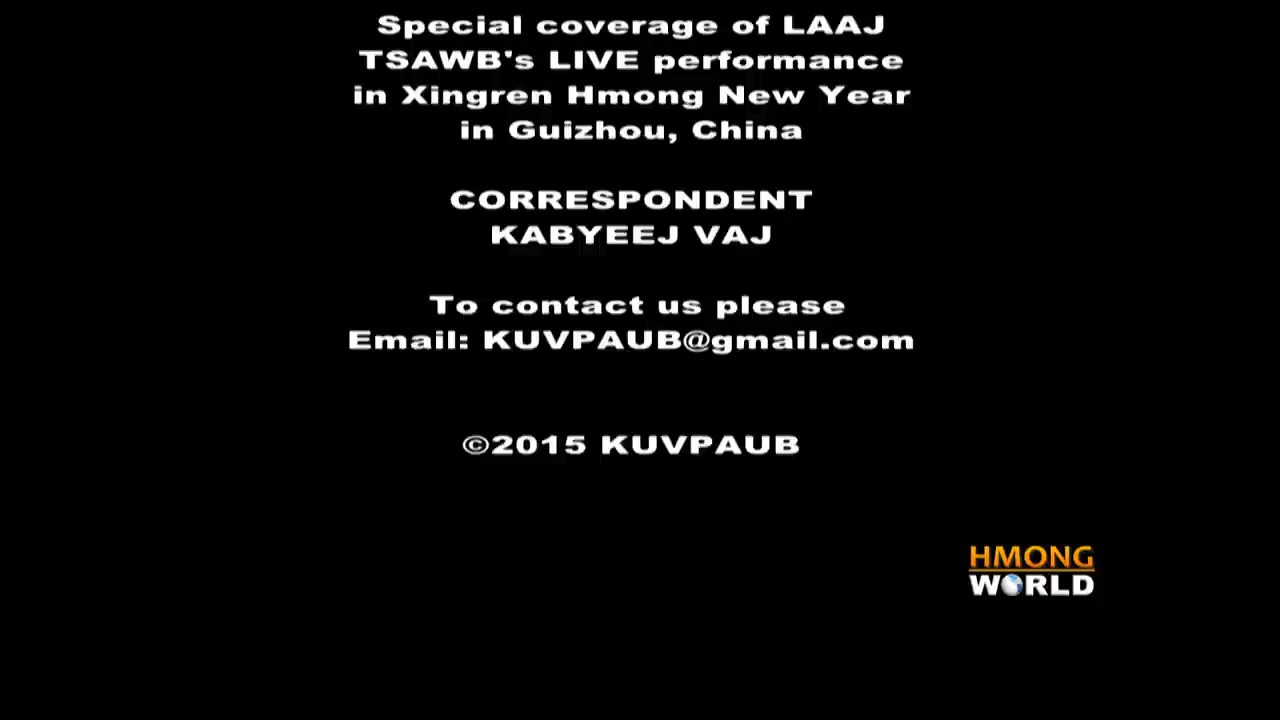 Special coverage of LAAJ
TSAWB's LIVE performance
in Xingren Hmong New Year
in Guizhou, China
CORRESPONDENT
KABYEEJ VAJ
To contact us please
Email: KUVPAUB@gmail.com
©2015 KUVPAUB
HMONG
WORLD